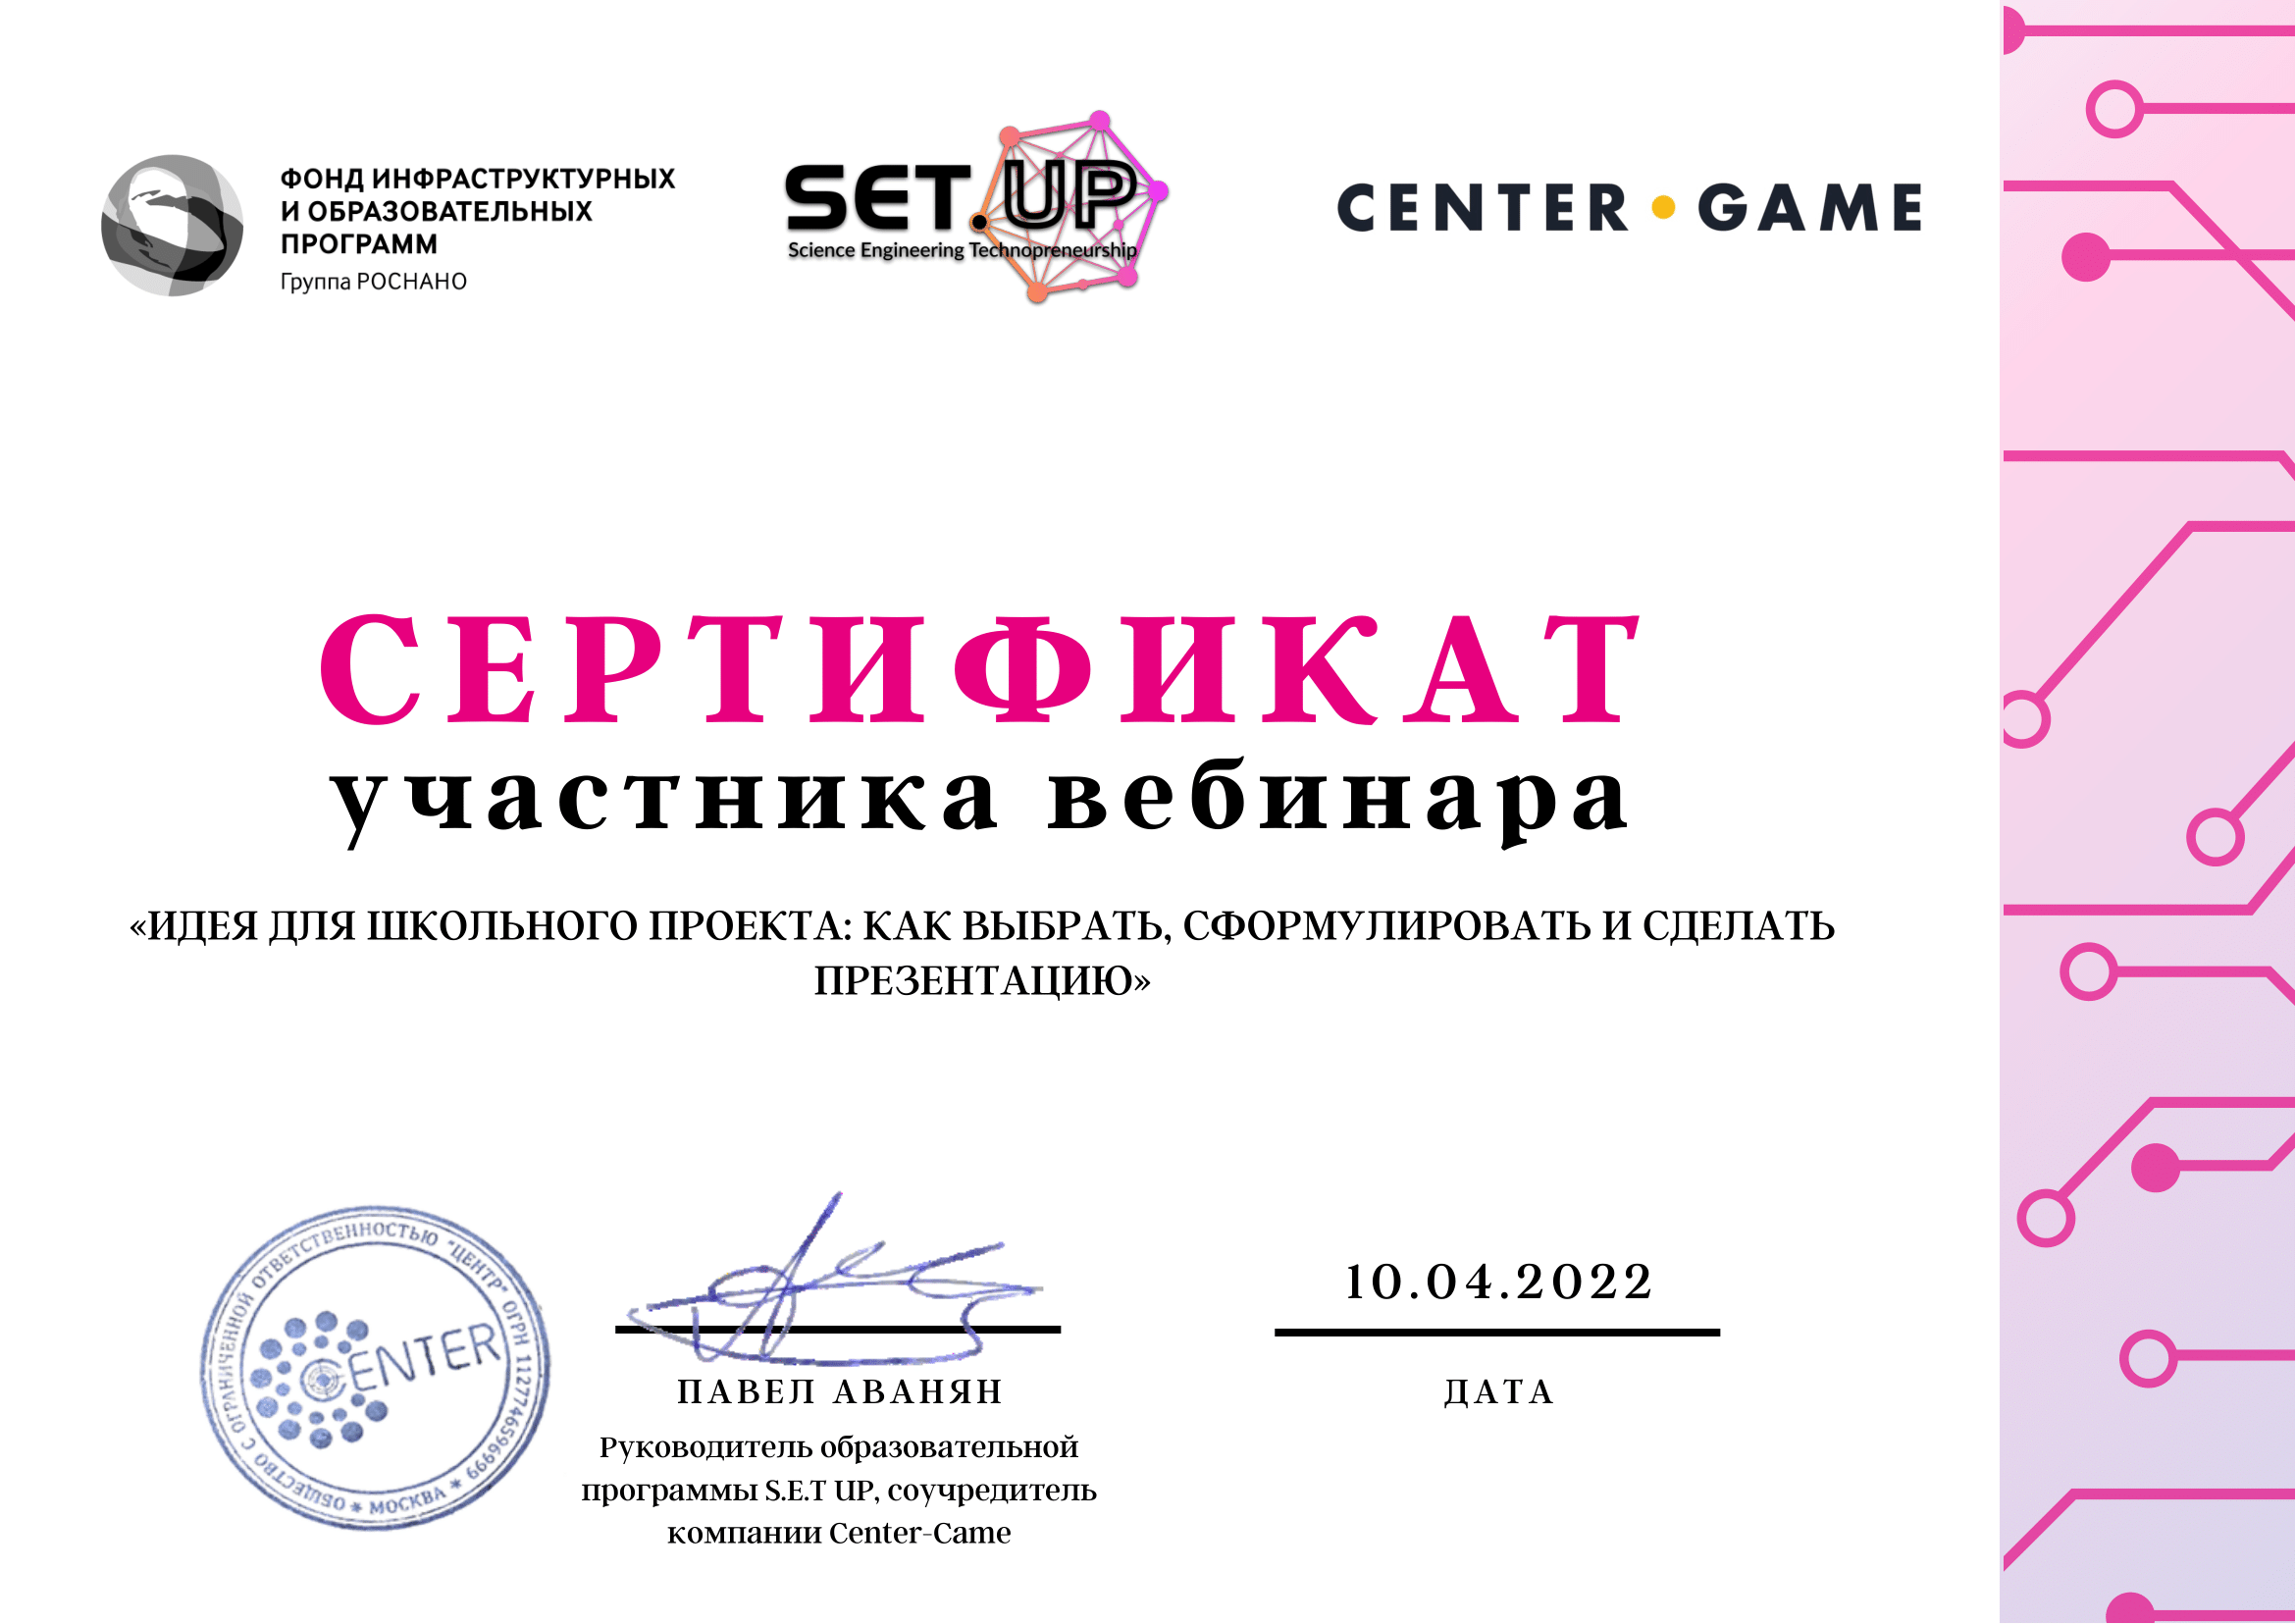 ФОНД ИНФРАСТРУКТУРНЫХ
И ОБРАЗОВАТЕЛЬНЫХ
ПРОГРАММ
Группа РОСНАНО
SET UP
Science Engineering Technopreneurship
CENTER • GAME
СЕРТИФИКАТ
участника вебинара
«ИДЕЯ ДЛЯ ШКОЛЬНОГО ПРОЕКТА: КАК ВЫБРАТЬ, СФОРМУЛИРОВАТЬ И СДЕЛАТЬ
ПРЕЗЕНТАЦИЮ»
ОБЩЕСТВО С ОГРАНИЧЕННОЙ ОТВЕТСТВЕННОСТЬЮ "ЦЕНТР" ОГРН 1127746596999 * МОСКВА *
CENTER
10.04.2022
ПАВЕЛ АВАНЯН
ДАТА
Руководитель образовательной
программы S.E.T UP, соучредитель
компании Center-Came